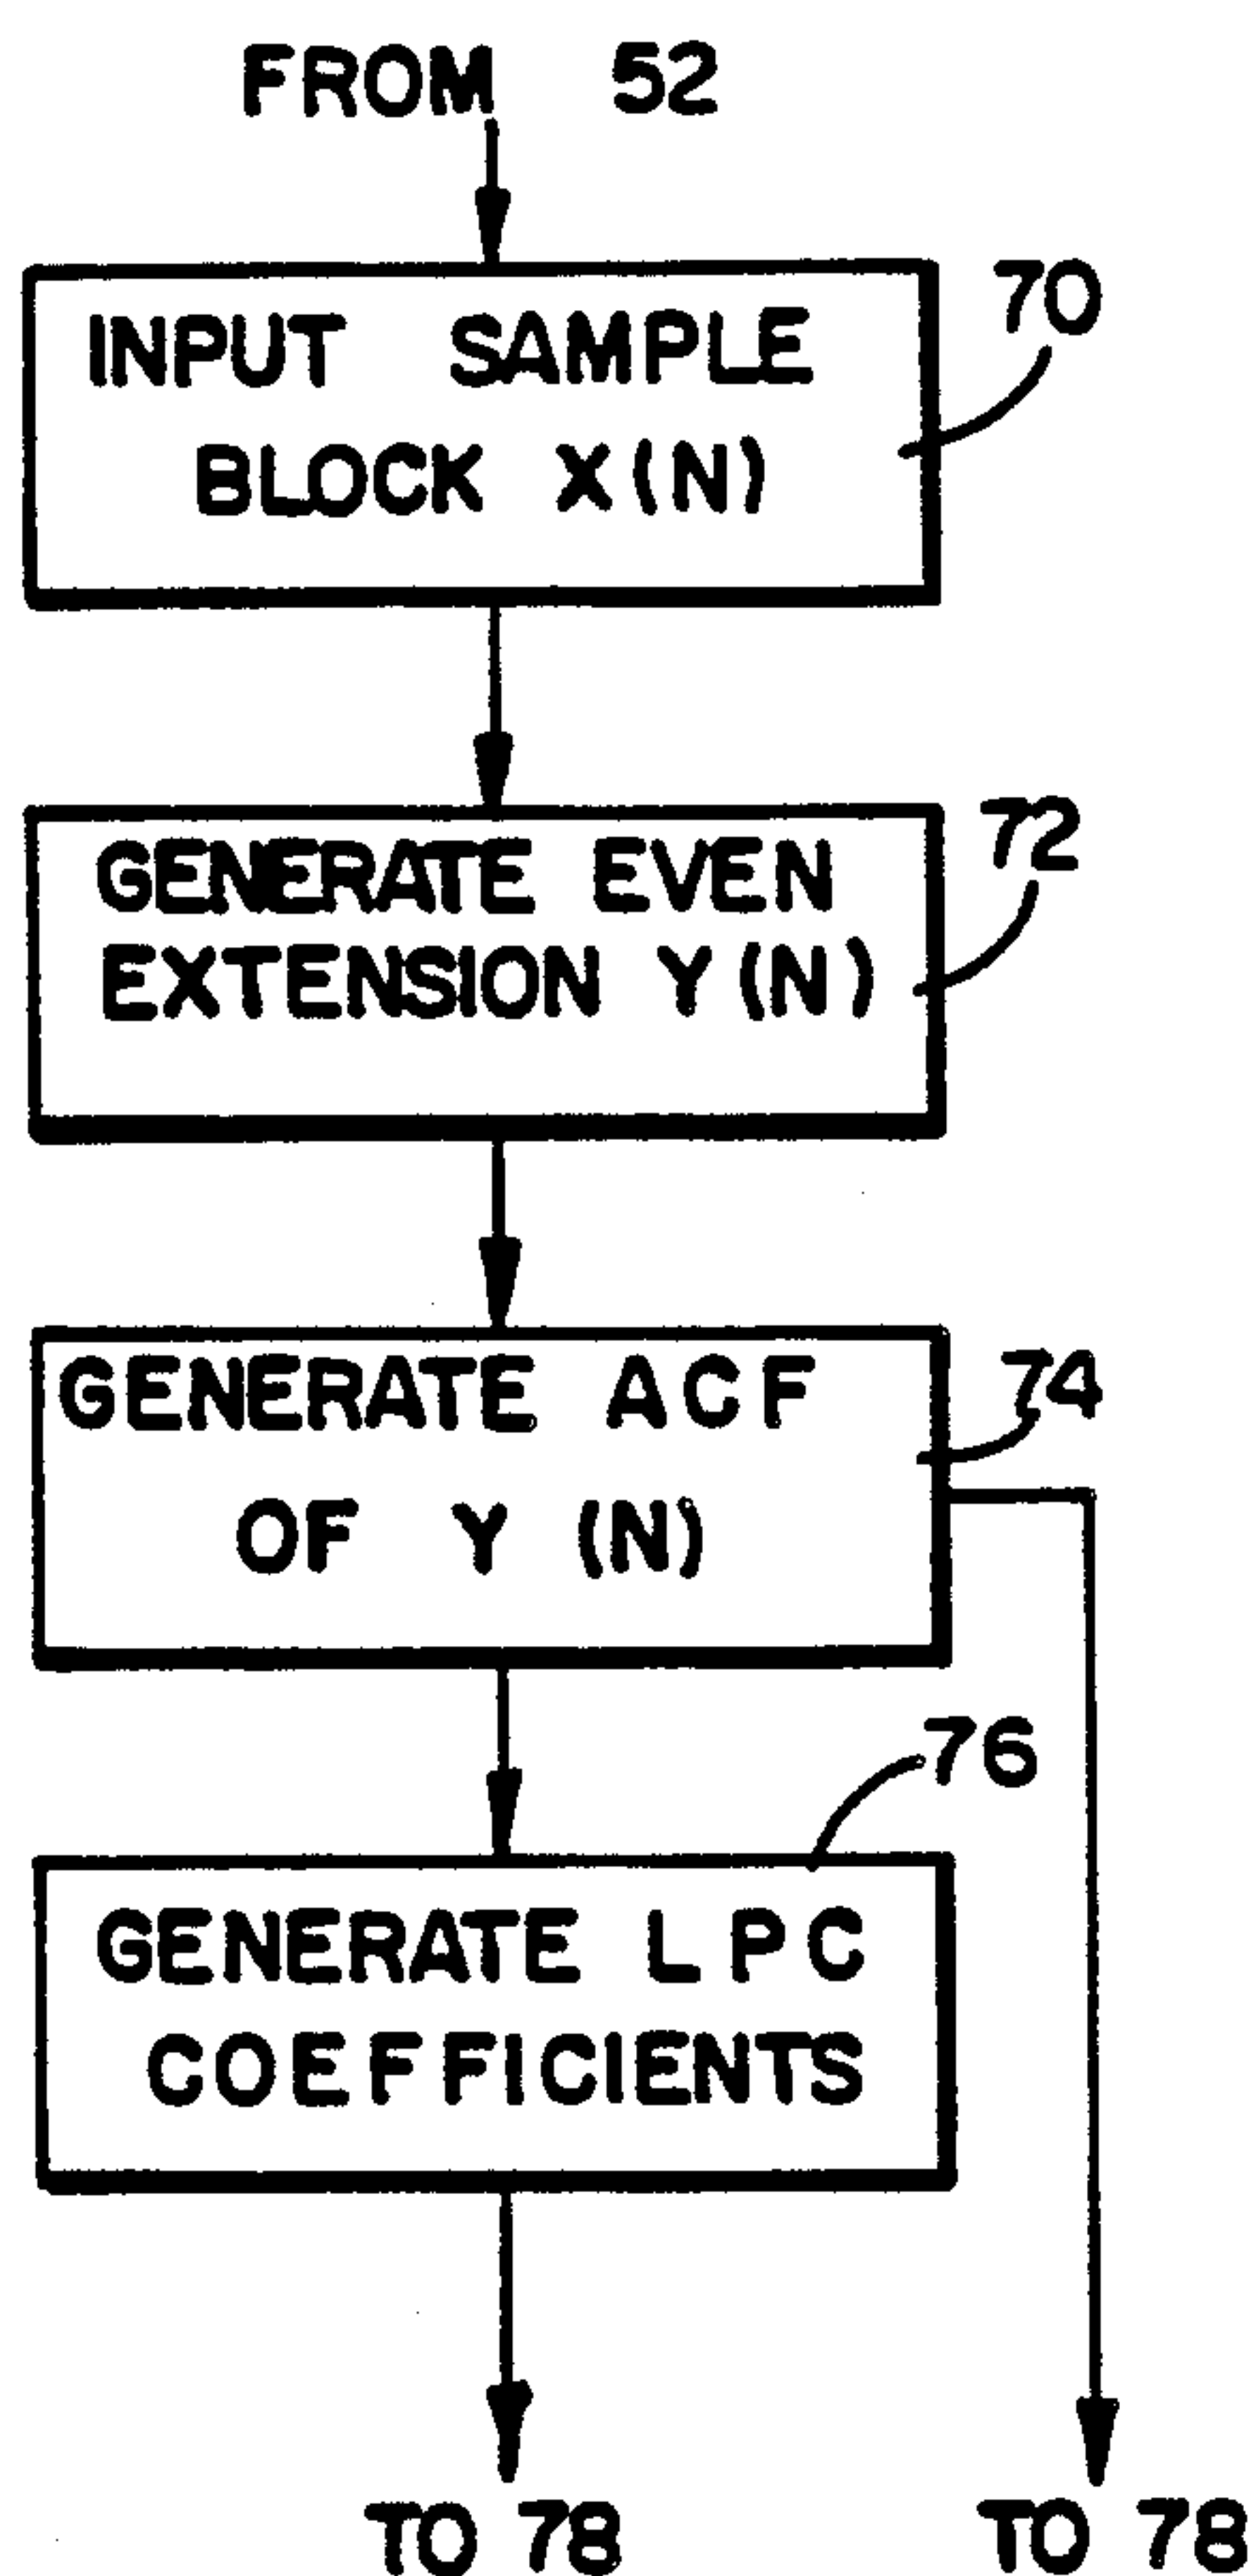 FROM 52
INPUT SAMPLE
BLOCK X(N)
70
GENERATE EVEN
EXTENSION Y(N)
72
GENERATE ACF
OF Y (N)
74
76
GENERATE LPC
COEFFICIENTS
TO 78
TO 78